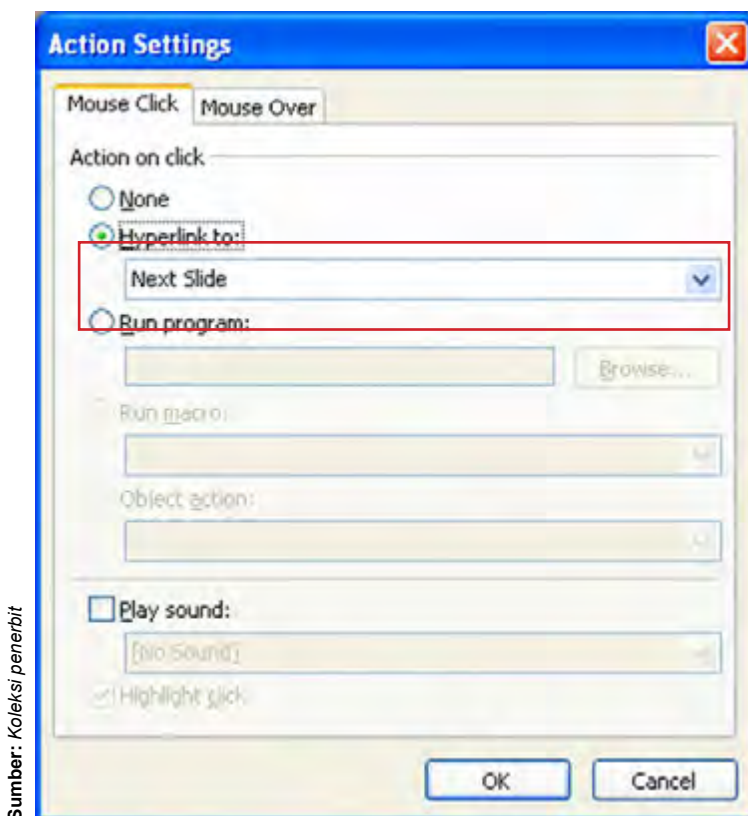 Action Settings
Mouse Click Mouse Over
Action on click
None
Hyperlink to:
Next Slide
Run program:
Browse...
Run macro:
Object action:
Play sound:
[No Sound]
Highlight click
OK Cancel
Sumber: Koleksi penerbit